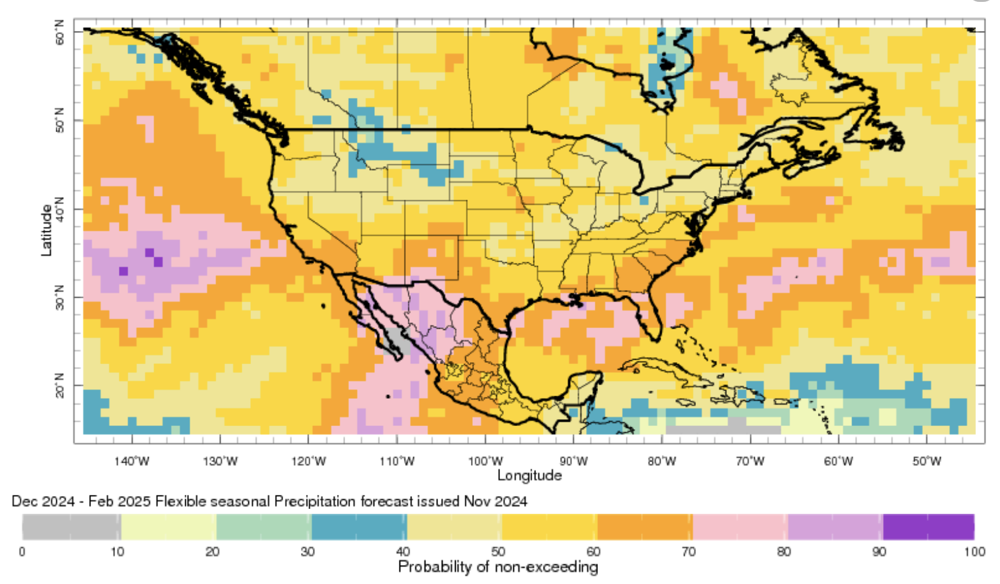 60°N
50°N
40°N
30°N
20°N
Latitude
140°W 130°W 120°W 110°W 100°W 90°W 80°W 70°W 60°W 50°W
Longitude
Dec 2024 - Feb 2025 Flexible seasonal Precipitation forecast issued Nov 2024
0 10 20 30 40 50 60 70 80 90 100
Probability of non-exceeding